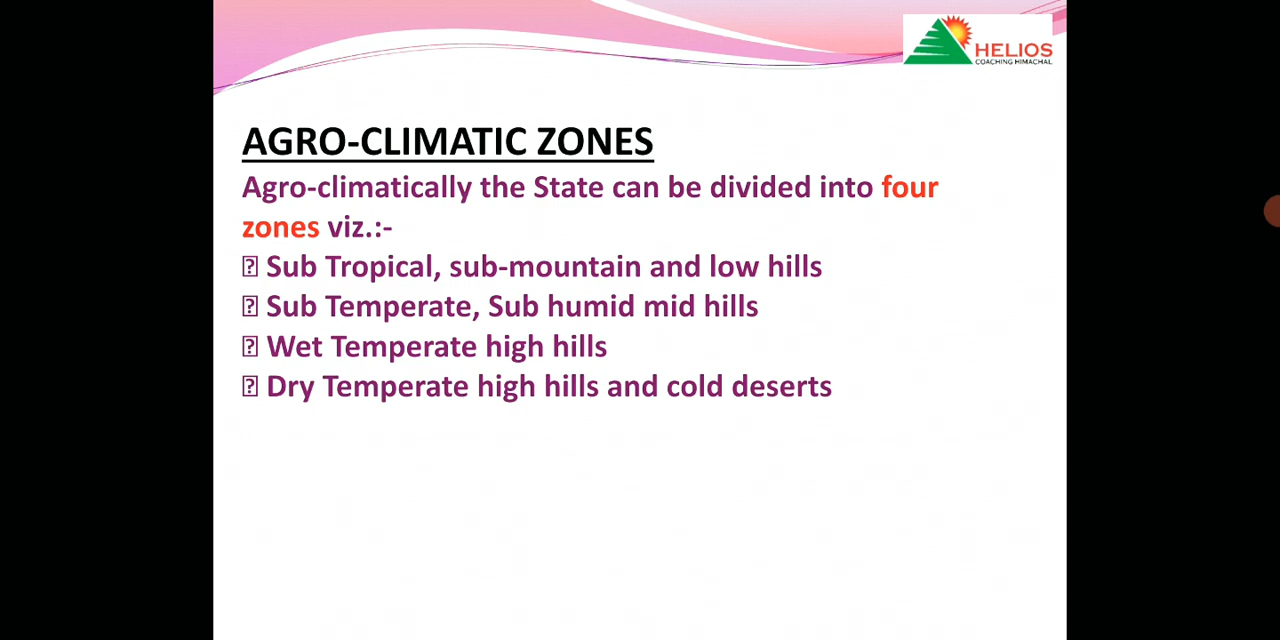 HELIOS
COACHING HIMACHAL
AGRO-CLIMATIC ZONES
Agro-climatically the State can be divided into four
zones viz.:-
⍰ Sub Tropical, sub-mountain and low hills
⍰ Sub Temperate, Sub humid mid hills
⍰ Wet Temperate high hills
⍰ Dry Temperate high hills and cold deserts